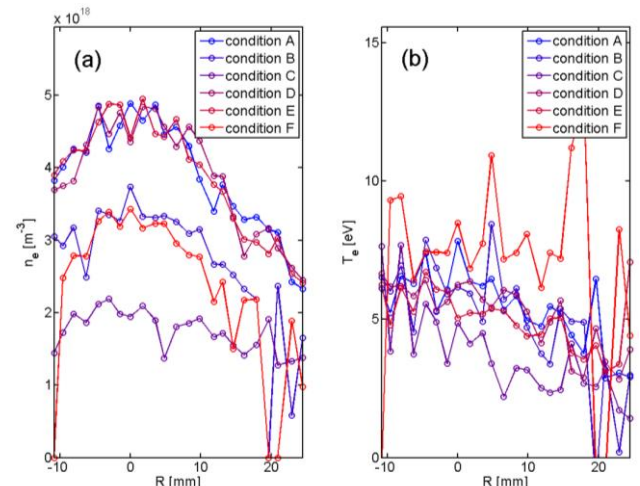 x 10^18
(a)
condition A
condition B
condition C
condition D
condition E
condition F
5
4
3
2
1
0
n_e [m^-3]
-10 0 10 20
R [mm]
(b)
condition A
condition B
condition C
condition D
condition E
condition F
15
10
5
0
T_e [eV]
-10 0 10 20
R [mm]